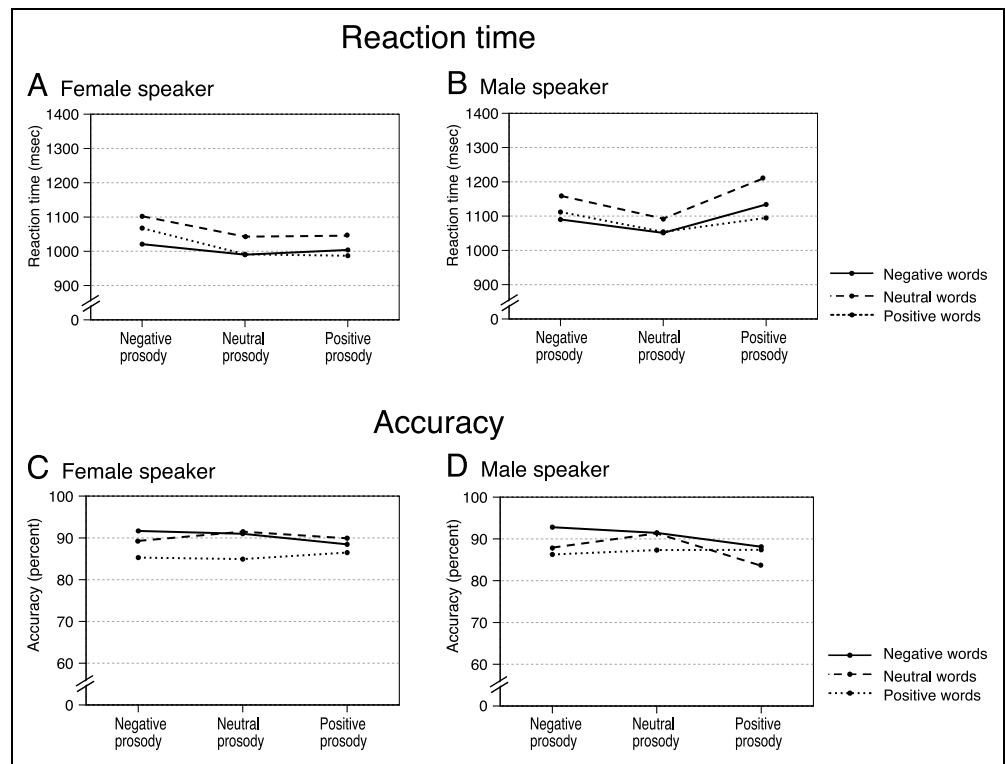 Reaction time
A Female speaker
Reaction time (msec)
1400
1300
1200
1100
1000
900
0
Negative prosody
Neutral prosody
Positive prosody
B Male speaker
Reaction time (msec)
1400
1300
1200
1100
1000
900
0
Negative prosody
Neutral prosody
Positive prosody
Negative words
Neutral words
Positive words
Accuracy
C Female speaker
Accuracy (percent)
100
90
80
70
60
0
Negative prosody
Neutral prosody
Positive prosody
D Male speaker
Accuracy (percent)
100
90
80
70
60
0
Negative prosody
Neutral prosody
Positive prosody
Negative words
Neutral words
Positive words